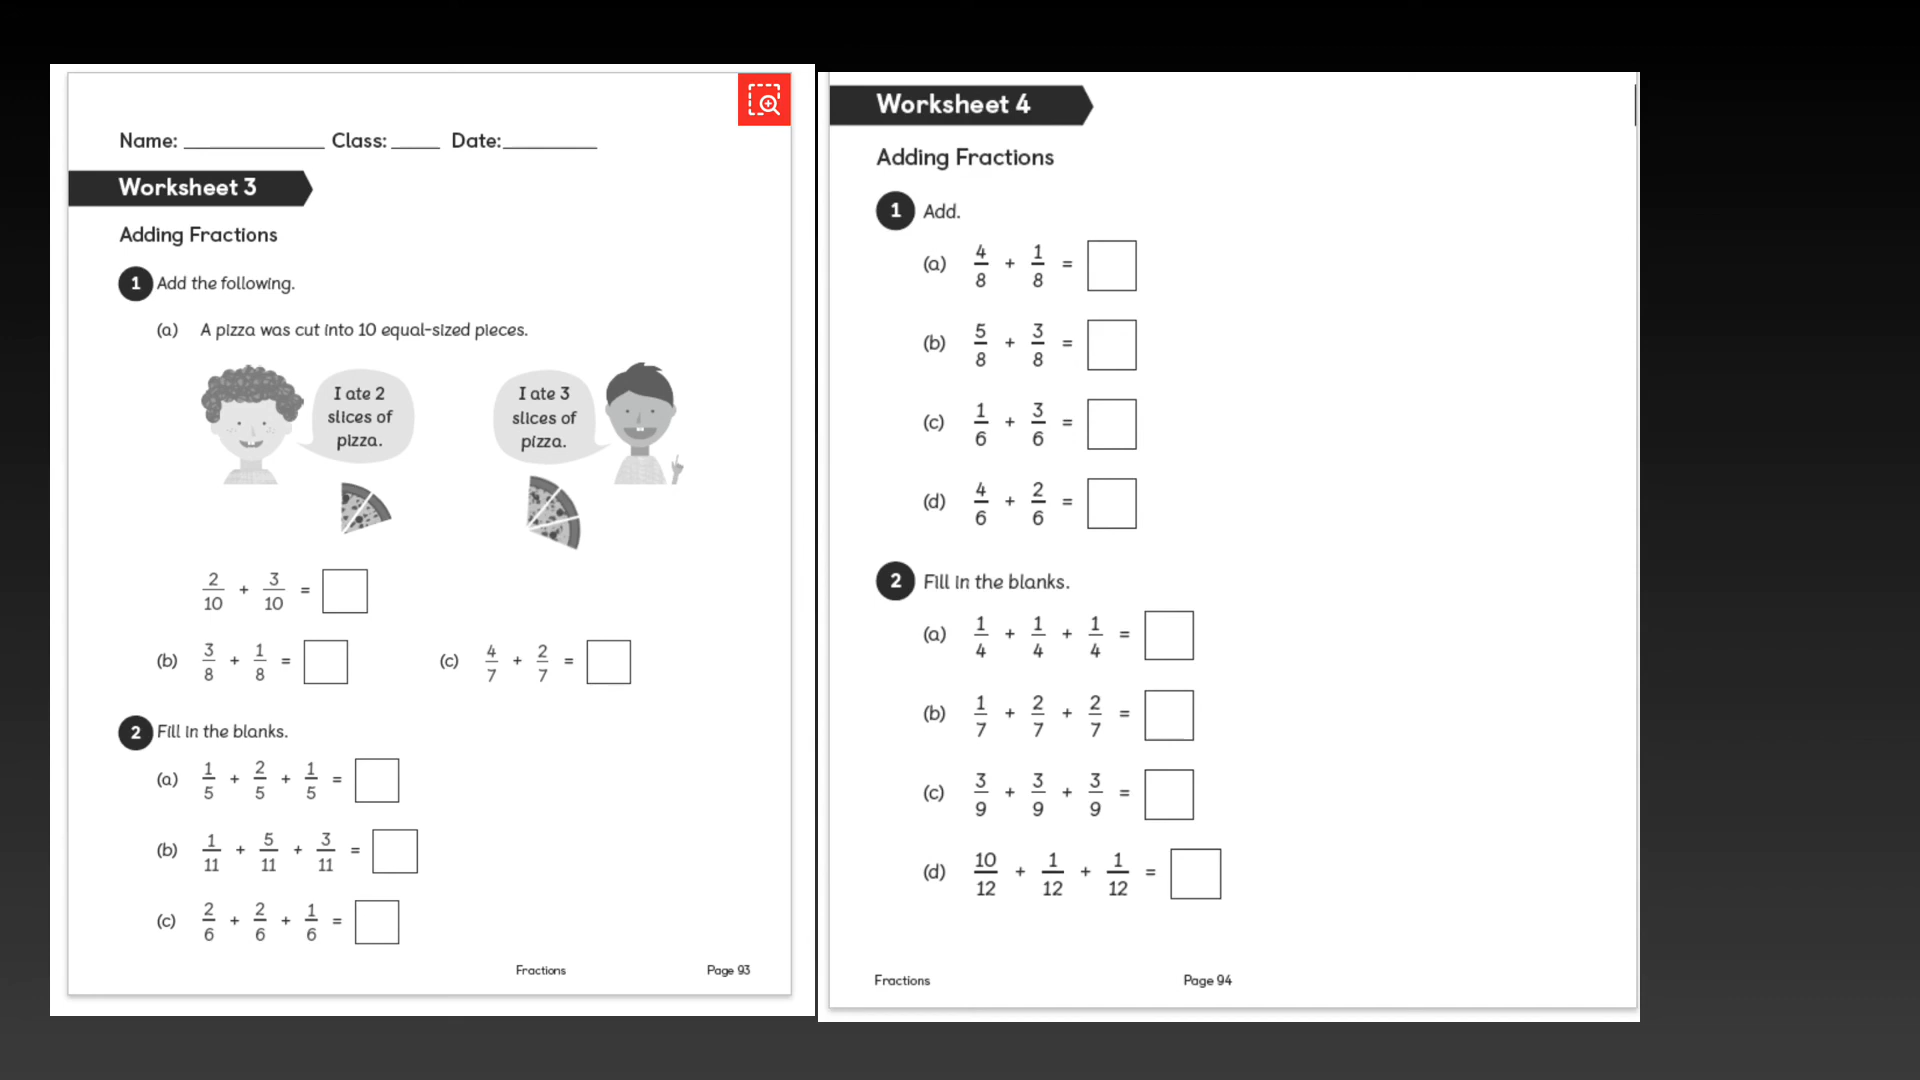 Name: ____________ Class: ____ Date:________
Worksheet 3
Adding Fractions
1 Add the following.
(a) A pizza was cut into 10 equal-sized pieces.
I ate 2
slices of
pizza.
I ate 3
slices of
pizza.
2/10 + 3/10 =
(b) 3/8 + 1/8 =
(c) 4/7 + 2/7 =
2 Fill in the blanks.
(a) 1/5 + 2/5 + 1/5 =
(b) 1/11 + 5/11 + 3/11 =
(c) 2/6 + 2/6 + 1/6 =
Fractions
Page 93
Worksheet 4
Adding Fractions
1 Add.
(a) 4/8 + 1/8 =
(b) 5/8 + 3/8 =
(c) 1/6 + 3/6 =
(d) 4/6 + 2/6 =
2 Fill in the blanks.
(a) 1/4 + 1/4 + 1/4 =
(b) 1/7 + 2/7 + 2/7 =
(c) 3/9 + 3/9 + 3/9 =
(d) 10/12 + 1/12 + 1/12 =
Fractions
Page 94